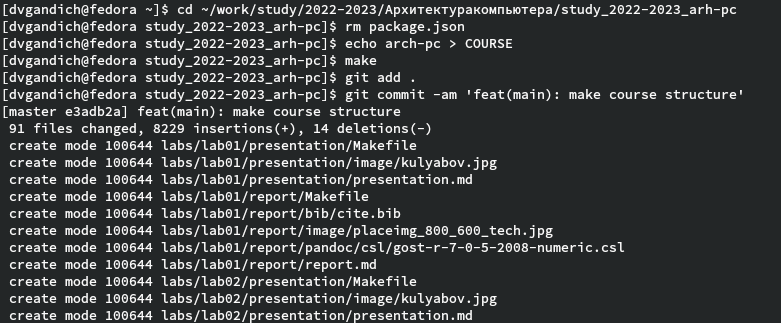 [dvgandich@fedora ~]$ cd ~/work/study/2022-2023/Архитектуракомпьютера/study_2022-2023_arh-pc
[dvgandich@fedora study_2022-2023_arh-pc]$ rm package.json
[dvgandich@fedora study_2022-2023_arh-pc]$ echo arch-pc > COURSE
[dvgandich@fedora study_2022-2023_arh-pc]$ make
[dvgandich@fedora study_2022-2023_arh-pc]$ git add .
[dvgandich@fedora study_2022-2023_arh-pc]$ git commit -am 'feat(main): make course structure'
[master e3adb2a] feat(main): make course structure
 91 files changed, 8229 insertions(+), 14 deletions(-)
 create mode 100644 labs/lab01/presentation/Makefile
 create mode 100644 labs/lab01/presentation/image/kulyabov.jpg
 create mode 100644 labs/lab01/presentation/presentation.md
 create mode 100644 labs/lab01/report/Makefile
 create mode 100644 labs/lab01/report/bib/cite.bib
 create mode 100644 labs/lab01/report/image/placeimg_800_600_tech.jpg
 create mode 100644 labs/lab01/report/pandoc/csl/gost-r-7-0-5-2008-numeric.csl
 create mode 100644 labs/lab01/report/report.md
 create mode 100644 labs/lab02/presentation/Makefile
 create mode 100644 labs/lab02/presentation/image/kulyabov.jpg
 create mode 100644 labs/lab02/presentation/presentation.md